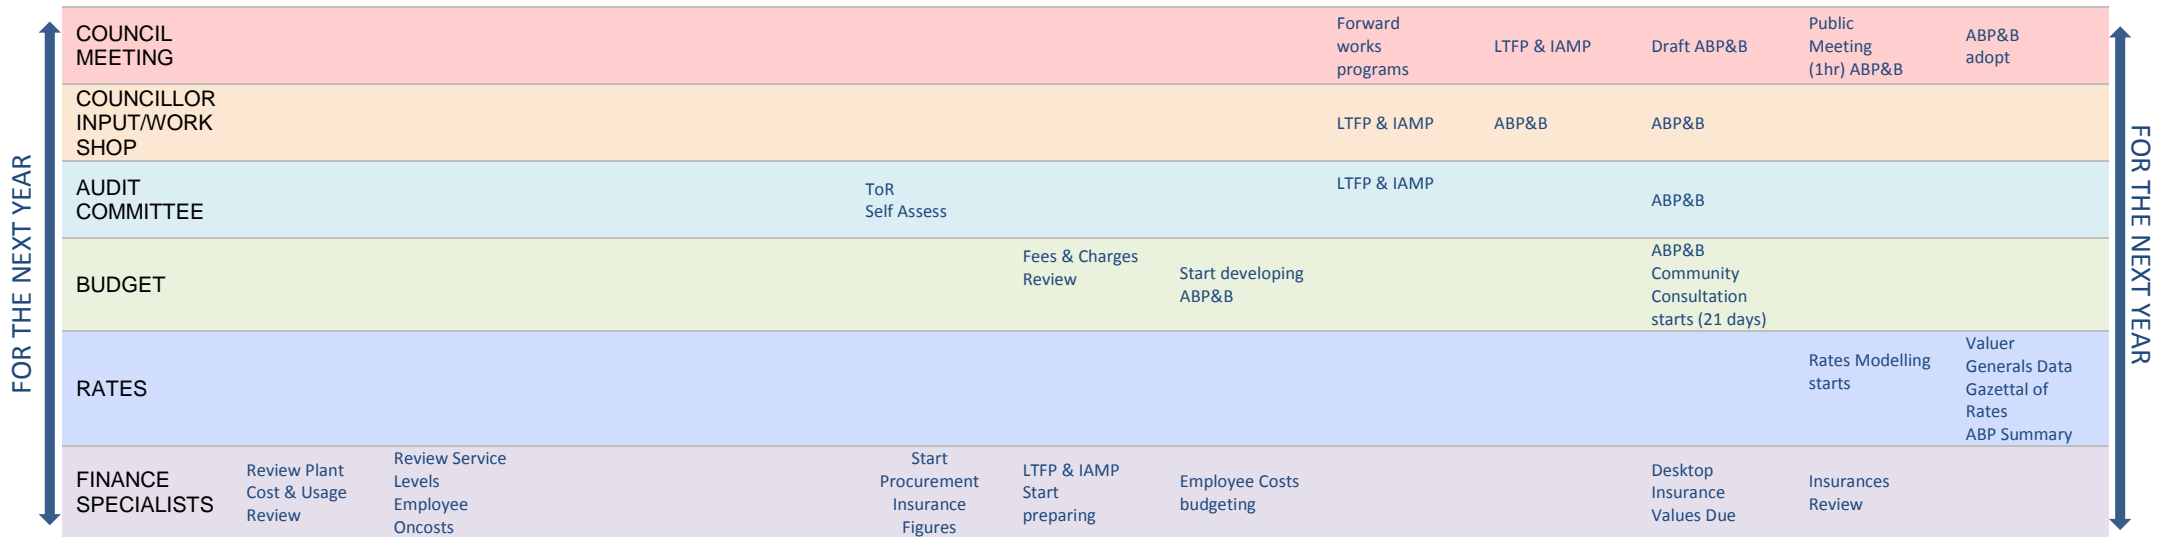 FOR THE NEXT YEAR
COUNCIL
MEETING
Forward
works
programs
LTFP & IAMP
Draft ABP&B
Public
Meeting
(1hr) ABP&B
ABP&B
adopt
COUNCILLOR
INPUT/WORK
SHOP
LTFP & IAMP
ABP&B
ABP&B
AUDIT
COMMITTEE
ToR
Self Assess
LTFP & IAMP
ABP&B
BUDGET
Fees & Charges
Review
Start developing
ABP&B
ABP&B
Community
Consultation
starts (21 days)
RATES
Rates Modelling
starts
Valuer
Generals Data
Gazettal of
Rates
ABP Summary
FINANCE
SPECIALISTS
Review Plant
Cost & Usage
Review
Review Service
Levels
Employee
Oncosts
Start
Procurement
Insurance
Figures
LTFP & IAMP
Start
preparing
Employee Costs
budgeting
Desktop
Insurance
Values Due
Insurances
Review
FOR THE NEXT YEAR